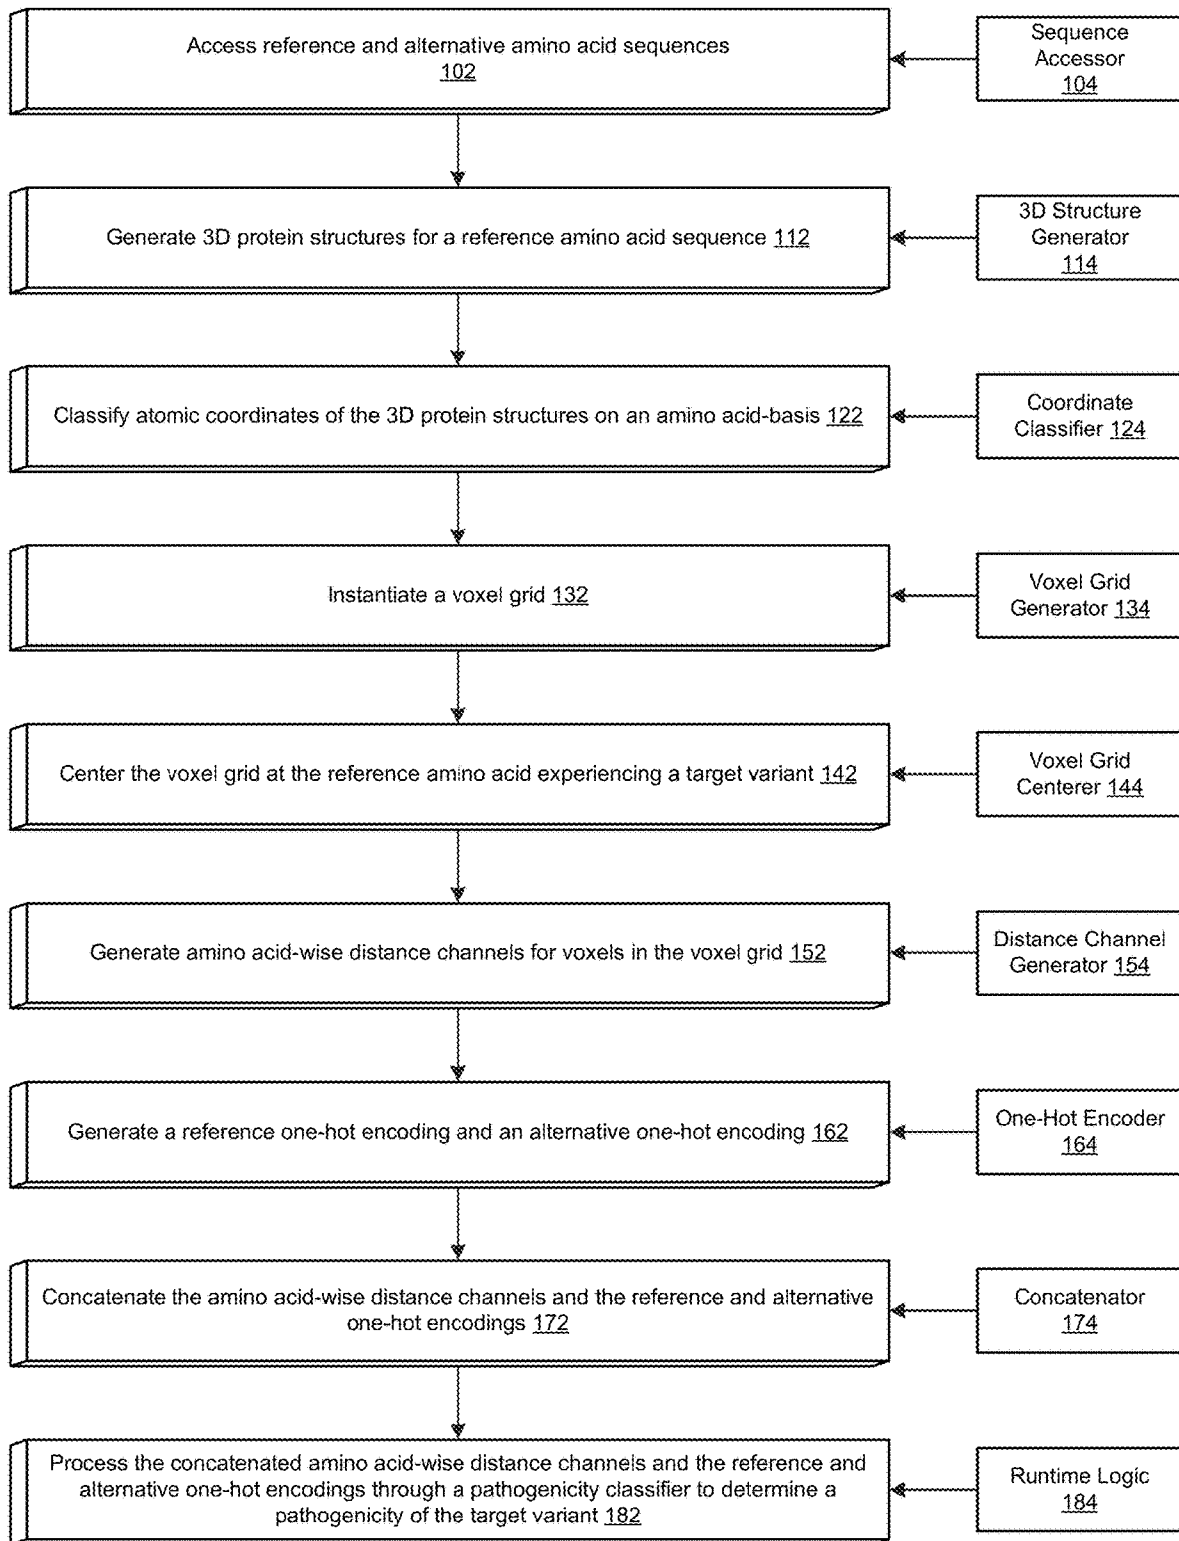 Access reference and alternative amino acid sequences
102
Sequence
Accessor
104
Generate 3D protein structures for a reference amino acid sequence 112
3D Structure
Generator
114
Classify atomic coordinates of the 3D protein structures on an amino acid-basis 122
Coordinate
Classifier 124
Instantiate a voxel grid 132
Voxel Grid
Generator 134
Center the voxel grid at the reference amino acid experiencing a target variant 142
Voxel Grid
Centerer 144
Generate amino acid-wise distance channels for voxels in the voxel grid 152
Distance Channel
Generator 154
Generate a reference one-hot encoding and an alternative one-hot encoding 162
One-Hot Encoder
164
Concatenate the amino acid-wise distance channels and the reference and alternative
one-hot encodings 172
Concatenator
174
Process the concatenated amino acid-wise distance channels and the reference and
alternative one-hot encodings through a pathogenicity classifier to determine a
pathogenicity of the target variant 182
Runtime Logic
184